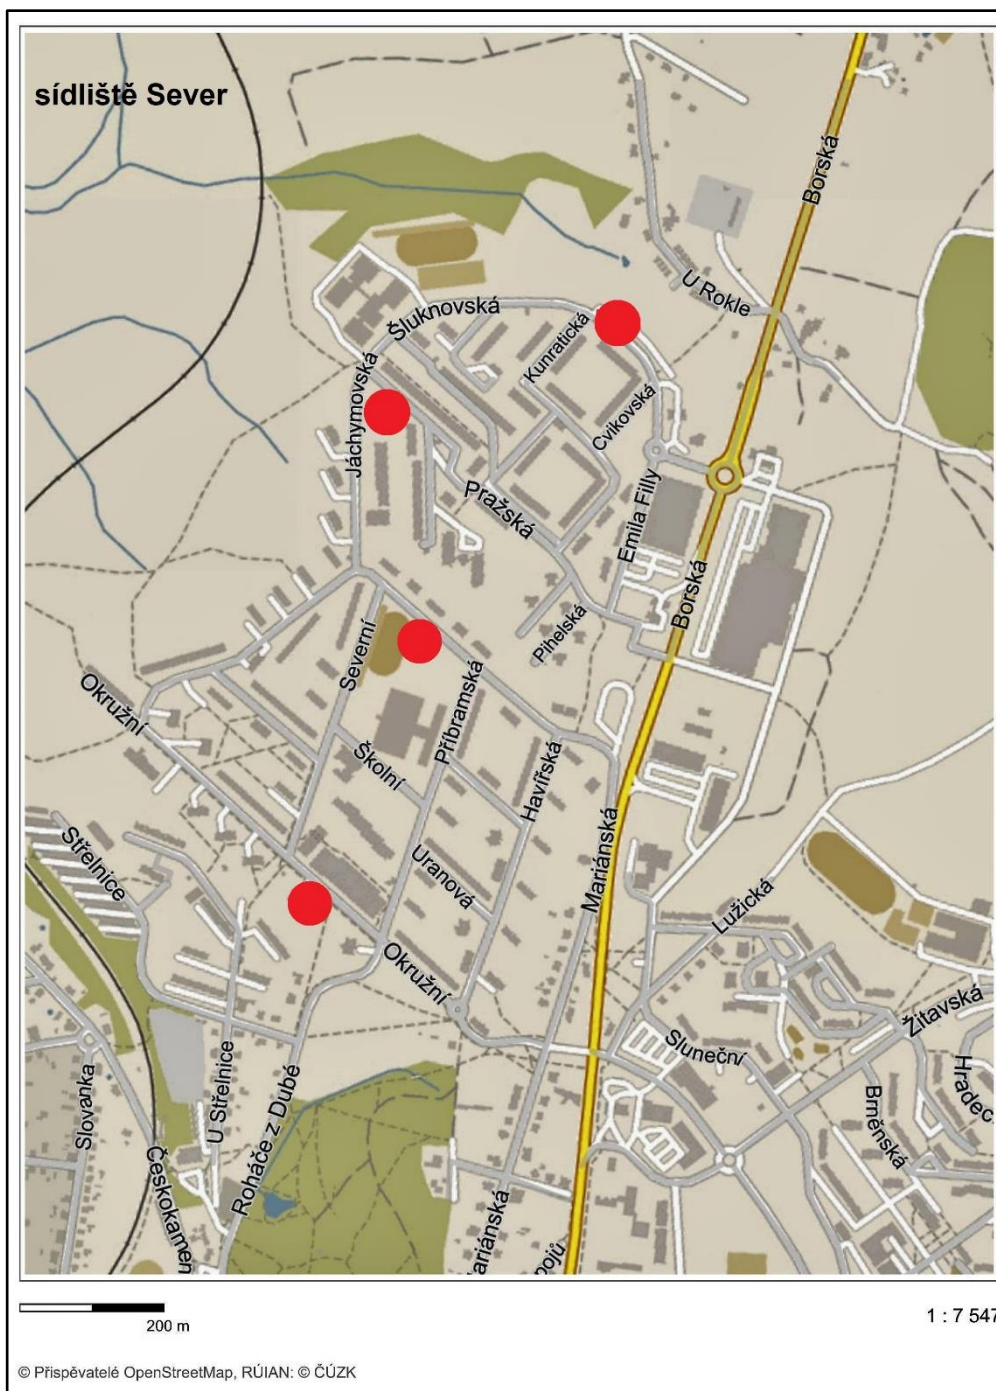 sídliště Sever
Borská
U Rokle
Šluknovská
Kunratická
Jáchymovská
Cvikovská
Pražská
Emila Filly
Borská
Pihelská
Severní
Okružní
Příbramská
Školní
Havířská
Mariánská
Střelnice
Uranová
Lužická
Okružní
Žitavská
Sluneční
U Střelnice
Slovanka
Roháče z Dubé
Hradec
Brněnská
Českokamen
ariánská
pojů
200 m
1 : 7 547
© Přispěvatelé OpenStreetMap, RÚIAN: © ČÚZK